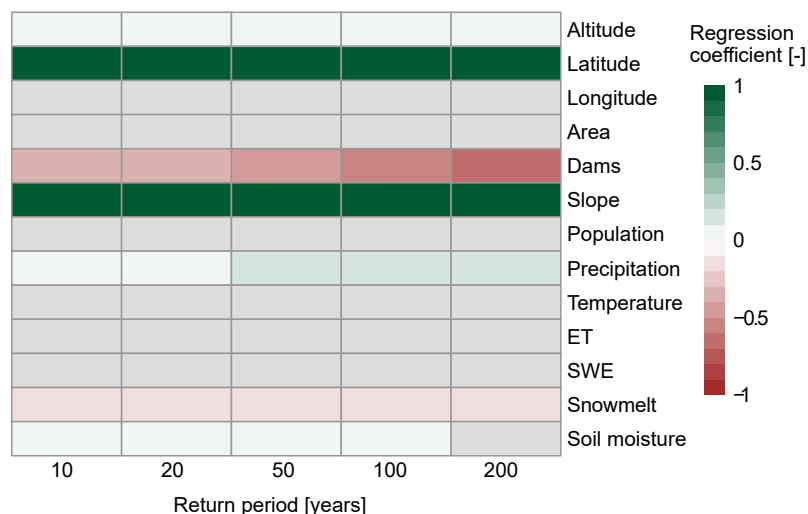 Altitude
Latitude
Longitude
Area
Dams
Slope
Population
Precipitation
Temperature
ET
SWE
Snowmelt
Soil moisture
10 20 50 100 200
Return period [years]
Regression
coefficient [-]
1
0.5
0
−0.5
−1